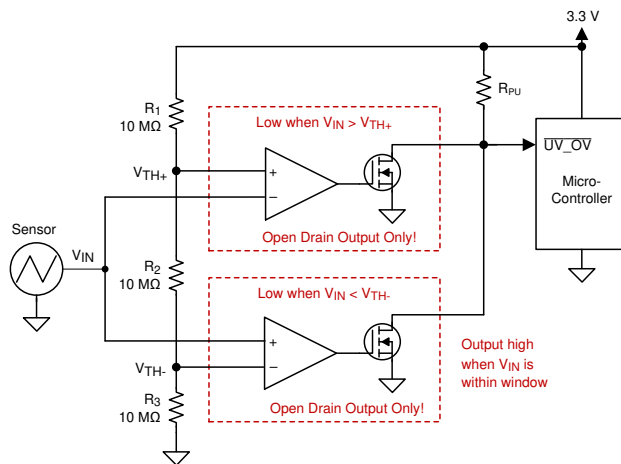 3.3 V
R1
10 MΩ
RPU
Low when VIN > VTH+
VTH+
+
−
Open Drain Output Only!
UV_OV
Micro-
Controller
Sensor
VIN
R2
10 MΩ
Low when VIN < VTH-
+
−
VTH-
Open Drain Output Only!
Output high
when VIN is
within window
R3
10 MΩ